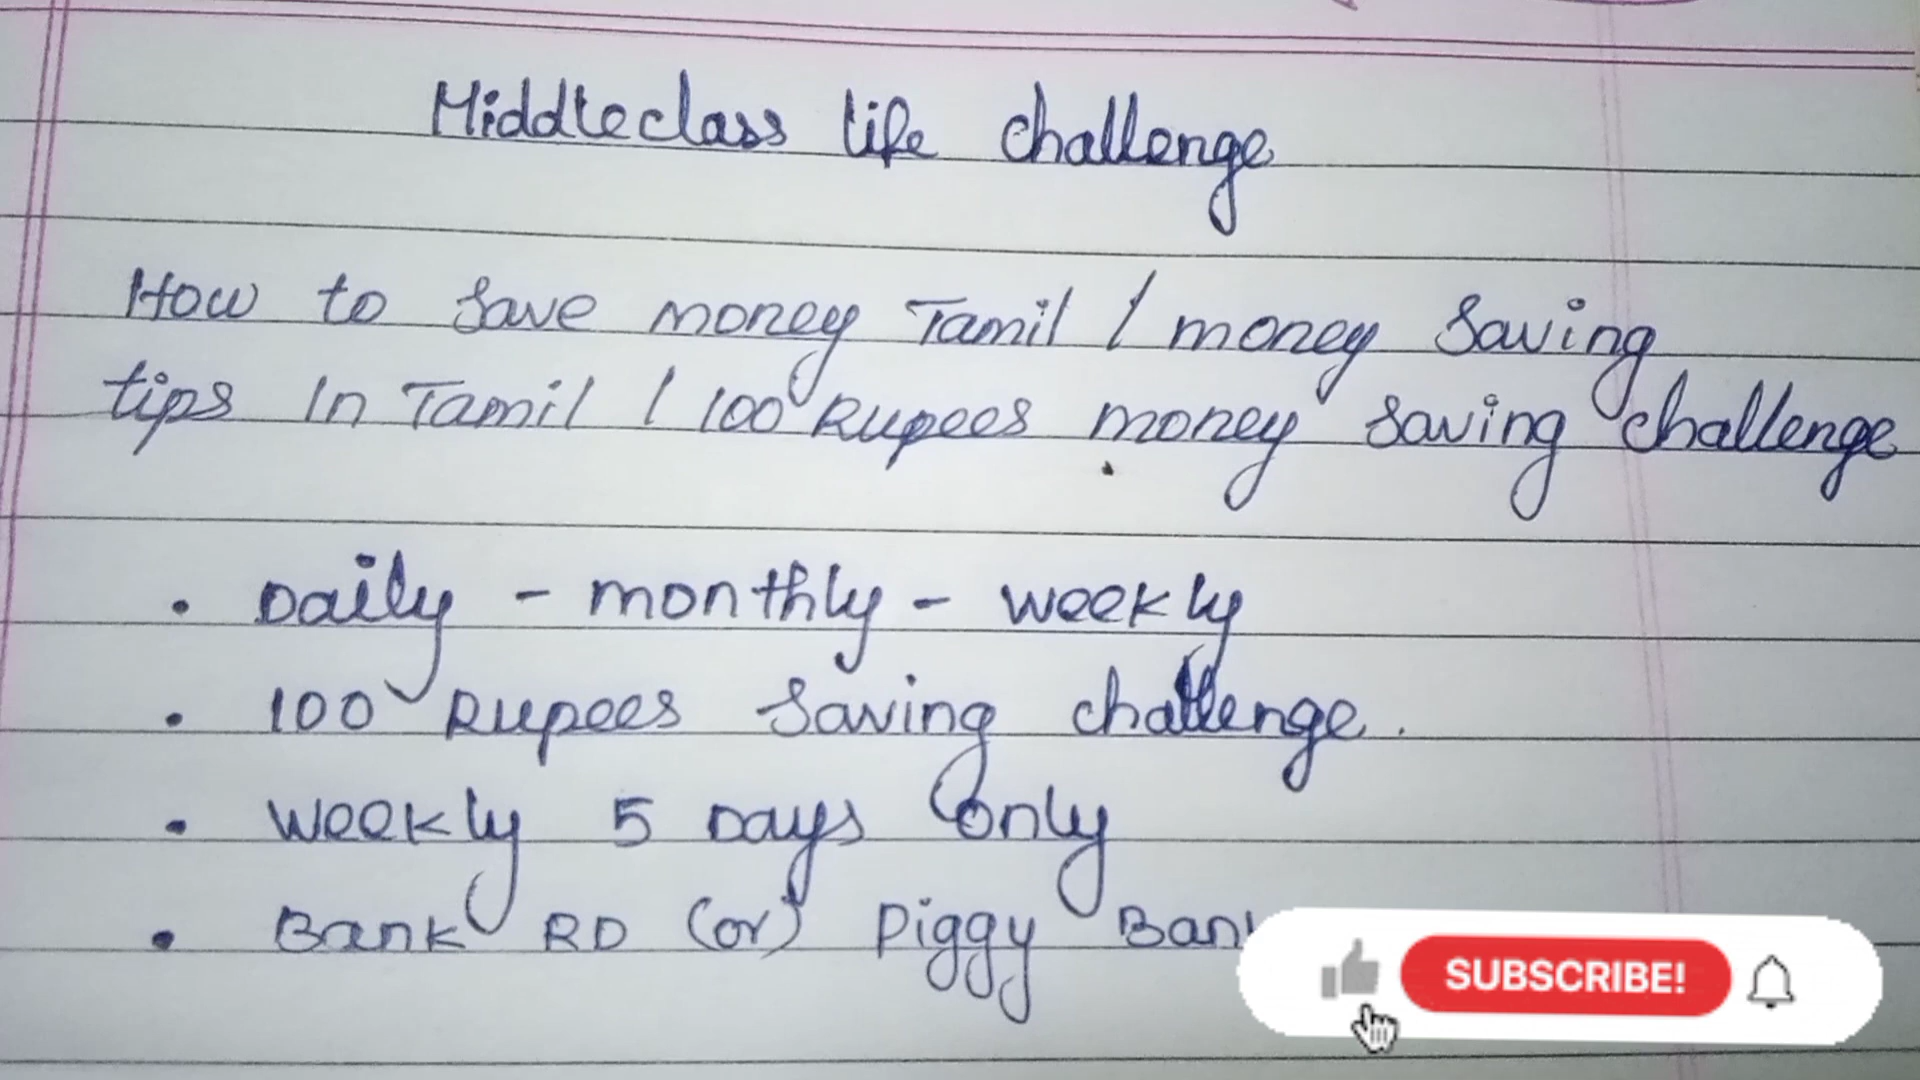 Middleclass life challenge
How to save money Tamil / money saving
tips In Tamil / 100 Rupees money saving challenge
• Daily - monthly - weekly
• 100 Rupees saving challenge.
• weekly 5 Days only
• Bank RD (or) Piggy Bank
SUBSCRIBE!